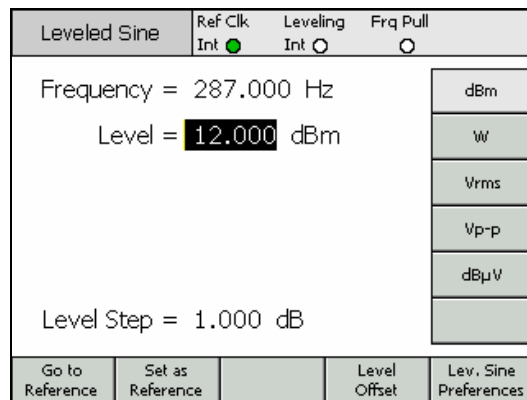 Leveled Sine
Ref Clk Leveling Frq Pull
Int Int
Frequency = 287.000 Hz
Level = 12.000 dBm
dBm
W
Vrms
Vp-p
dBµV
Level Step = 1.000 dB
Go to Reference
Set as Reference
Level Offset
Lev. Sine Preferences